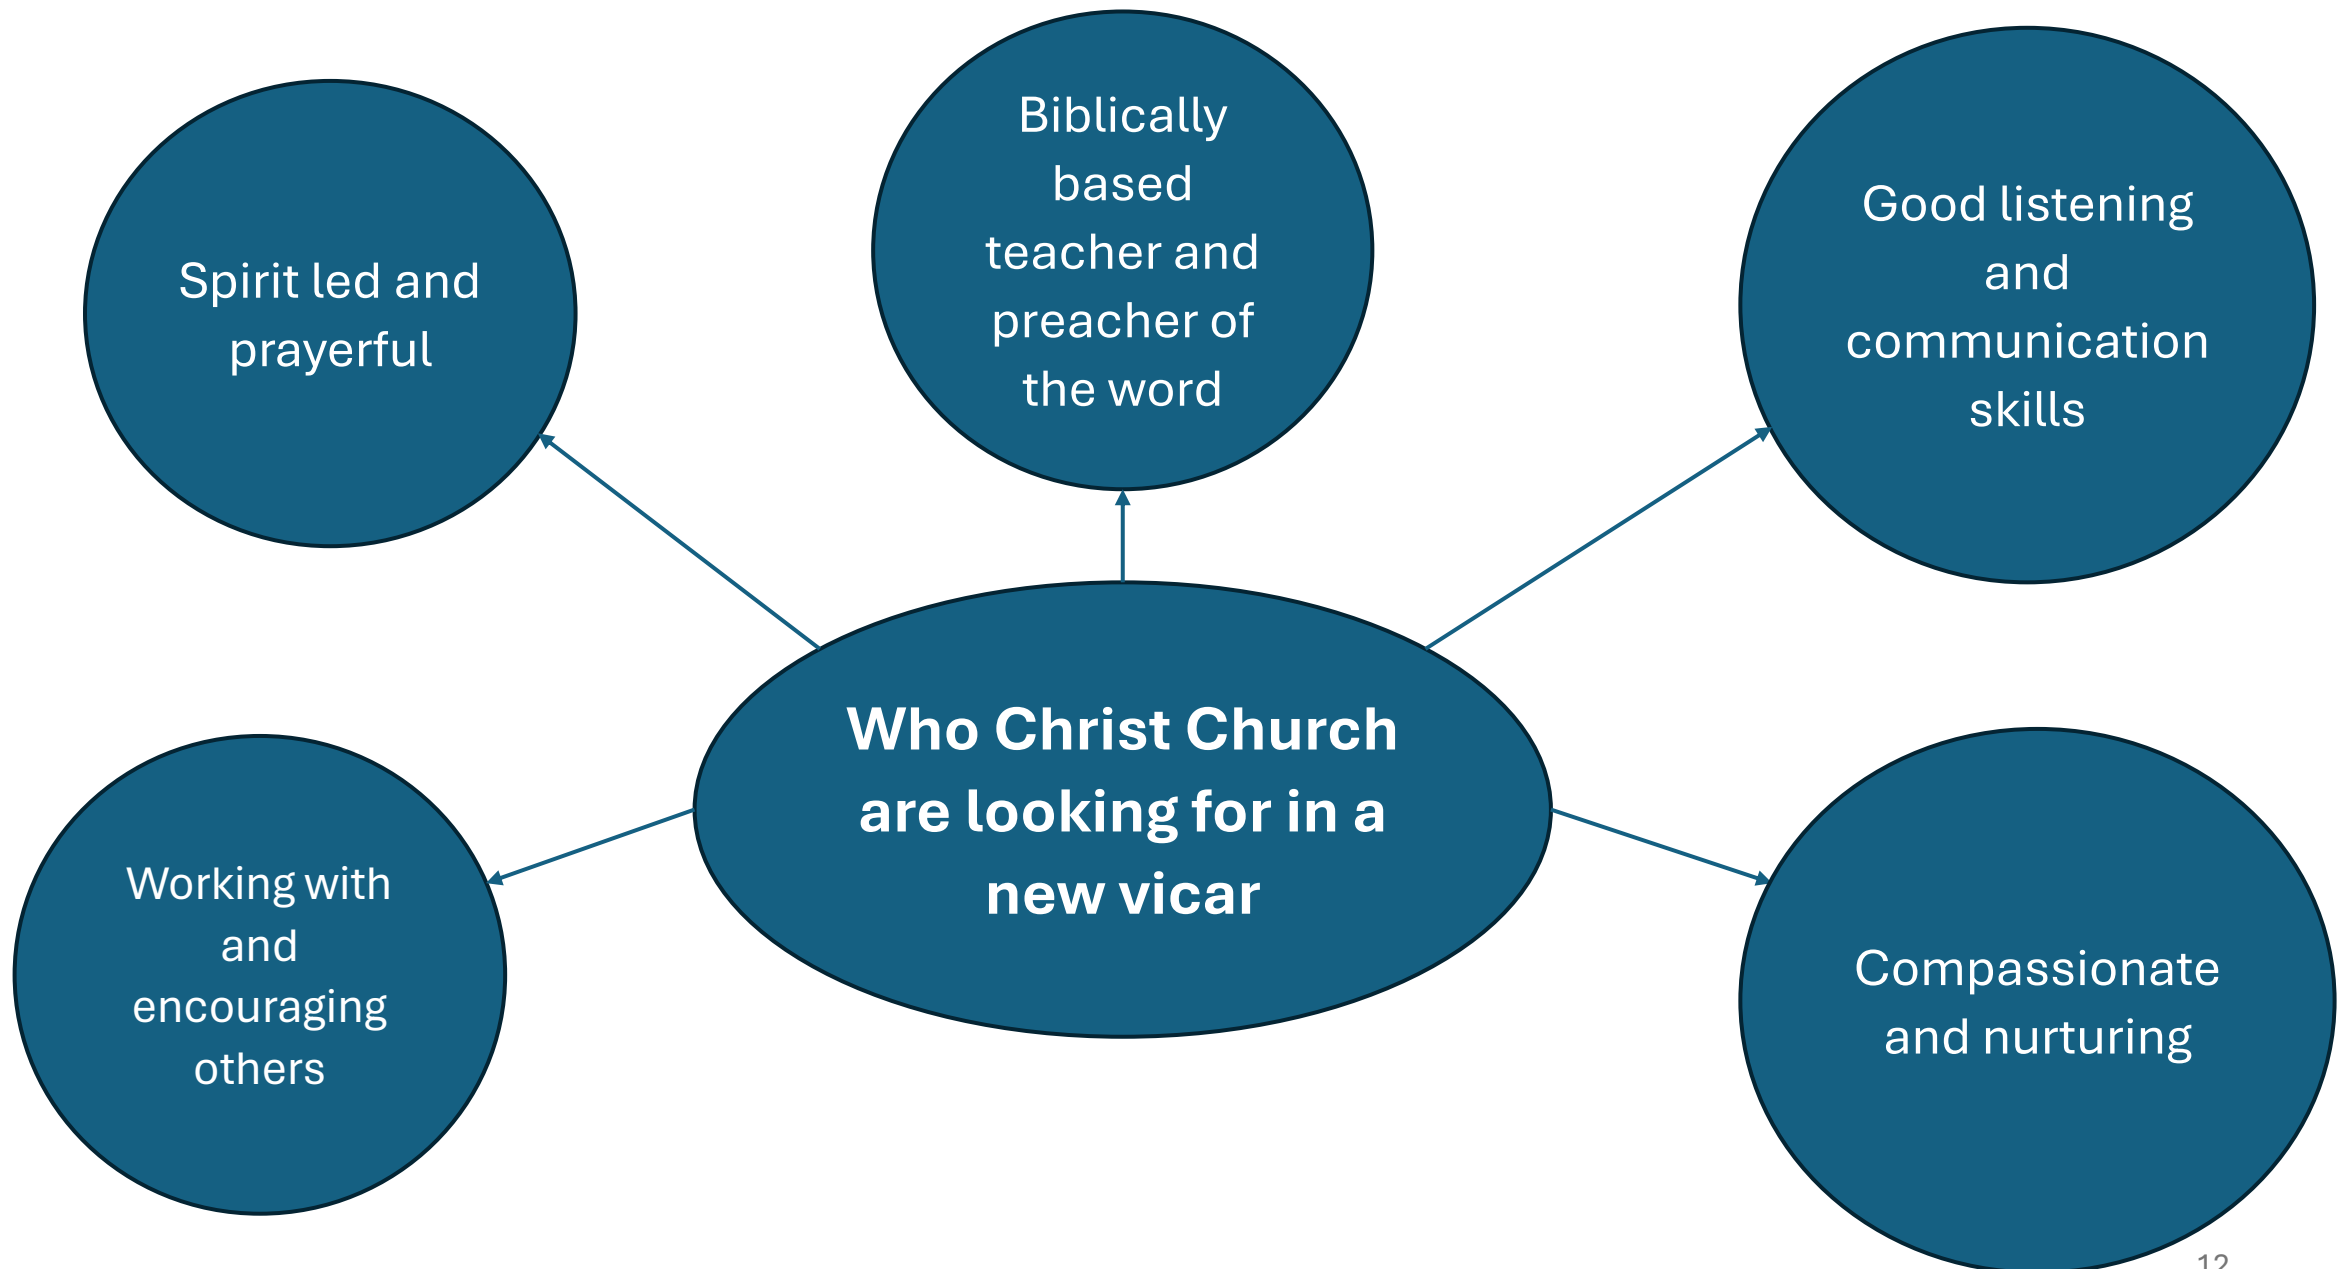 Spirit led and
prayerful
Biblically
based
teacher and
preacher of
the word
Good listening
and
communication
skills
Who Christ Church
are looking for in a
new vicar
Working with
and
encouraging
others
Compassionate
and nurturing
12